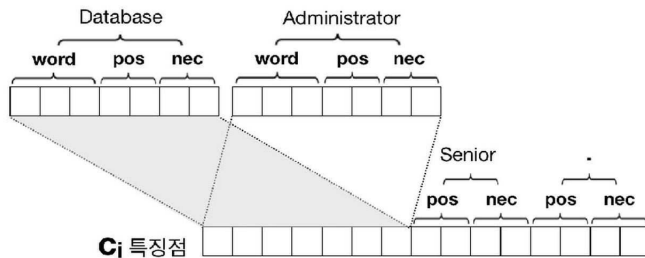 Database Administrator
word pos nec word pos nec
Senior .
pos nec pos nec
Ci 특징점